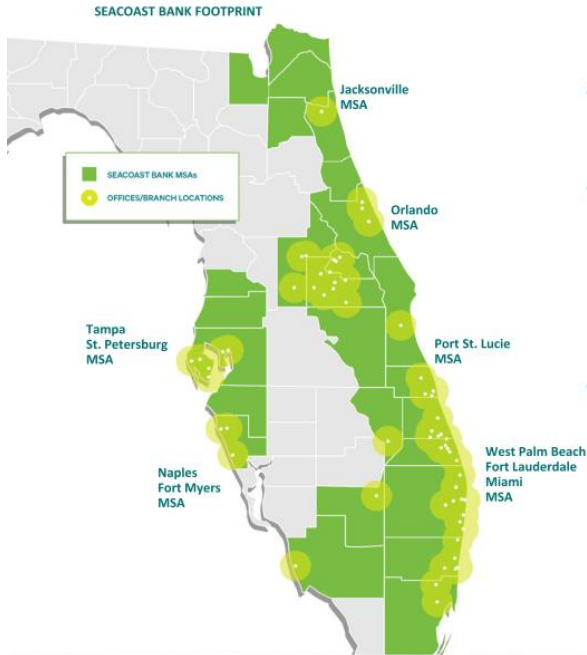 SEACOAST BANK FOOTPRINT
Jacksonville
MSA
SEACOAST BANK MSAs
OFFICES/BRANCH LOCATIONS
Orlando
MSA
Tampa
St. Petersburg
MSA
Port St. Lucie
MSA
West Palm Beach
Fort Lauderdale
Miami
MSA
Naples
Fort Myers
MSA